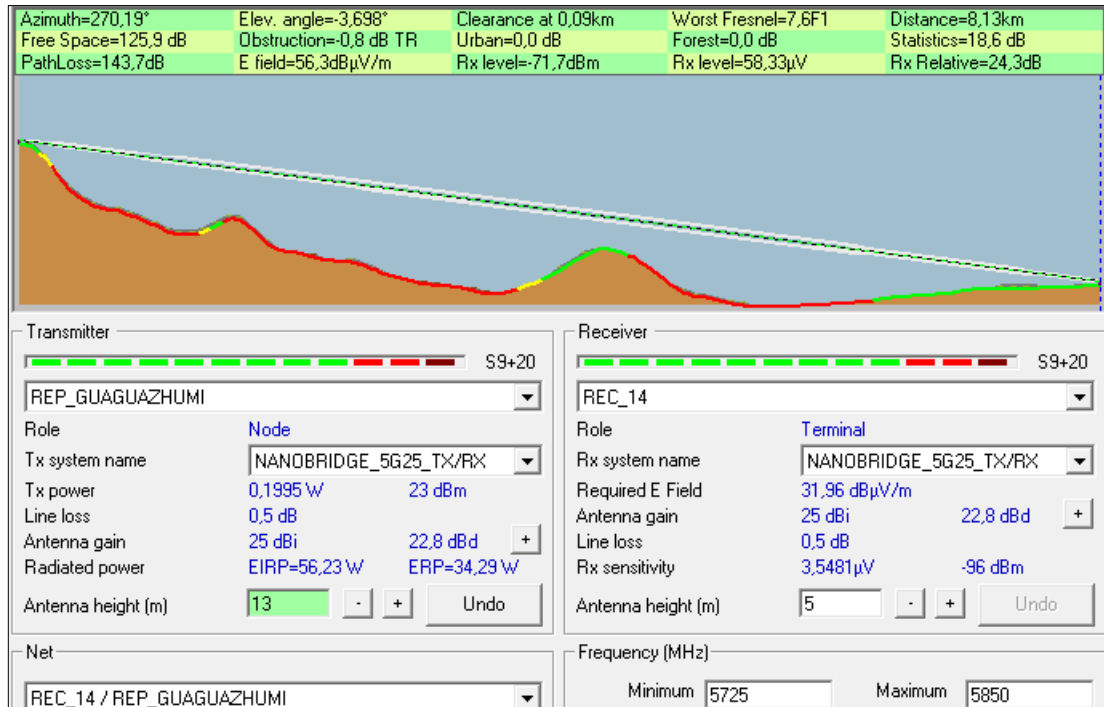 Azimuth=270,19° Elev. angle=-3,698° Clearance at 0,09km Worst Fresnel=7,6F1 Distance=8,13km
Free Space=125,9 dB Obstruction=-0,8 dB TR Urban=0,0 dB Forest=0,0 dB Statistics=18,6 dB
PathLoss=143,7dB E field=56,3dBµV/m Rx level=-71,7dBm Rx level=58,33µV Rx Relative=24,3dB
Transmitter
S9+20
REP_GUAGUAZHUMI
Role Node
Tx system name NANOBRIDGE_5G25_TX/RX
Tx power 0,1995 W 23 dBm
Line loss 0,5 dB
Antenna gain 25 dBi 22,8 dBd +
Radiated power EIRP=56,23 W ERP=34,29 W
Antenna height (m) 13 - + Undo
Receiver
S9+20
REC_14
Role Terminal
Rx system name NANOBRIDGE_5G25_TX/RX
Required E Field 31,96 dBµV/m
Antenna gain 25 dBi 22,8 dBd +
Line loss 0,5 dB
Rx sensitivity 3,5481µV -96 dBm
Antenna height (m) 5 - + Undo
Net
REC_14 / REP_GUAGUAZHUMI
Frequency (MHz)
Minimum 5725 Maximum 5850